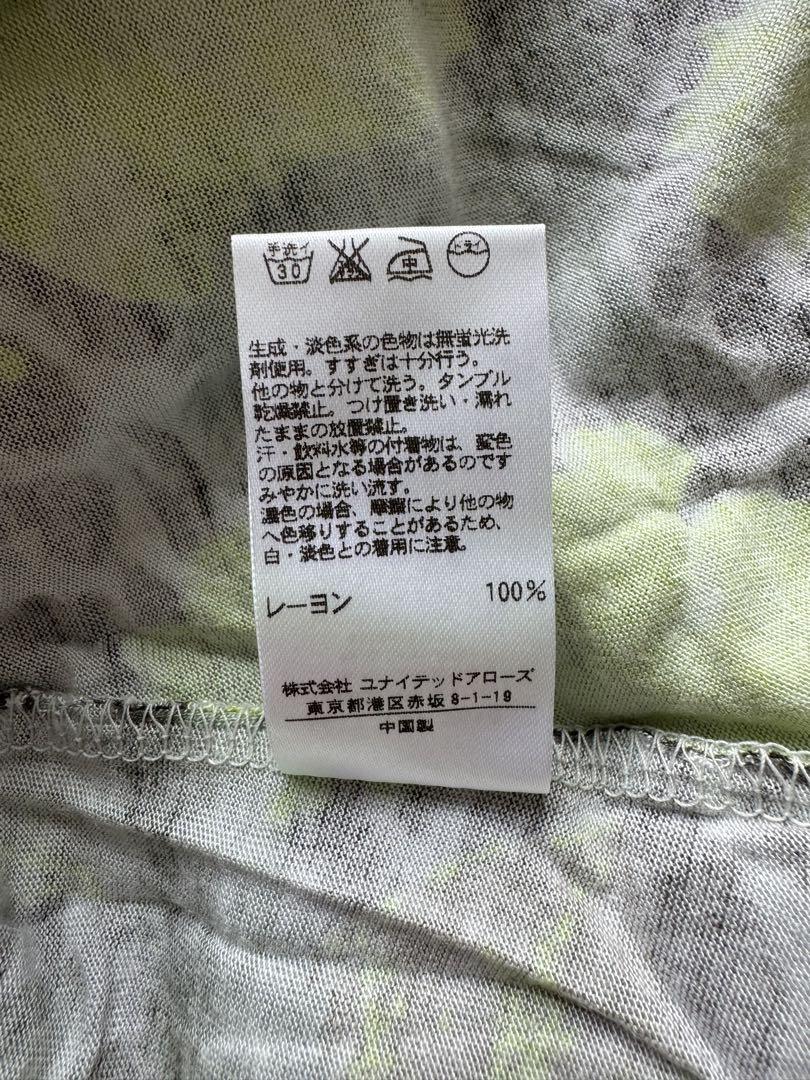 手洗イ 中 ドライ
30
生成・淡色系の色物は無蛍光洗
剤使用。すすぎは十分行う。
他の物と分けて洗う。タンブル
乾燥禁止。つけ置き洗い・濡れ
たままの放置禁止。
汗・飲料水等の付着物は、変色
の原因となる場合があるのです
みやかに洗い流す。
濃色の場合、摩擦により他の物
へ色移りすることがあるため、
白・淡色との着用に注意。
レーヨン 100%
株式会社 ユナイテッドアローズ
東京都港区赤坂 8-1-19
中国製